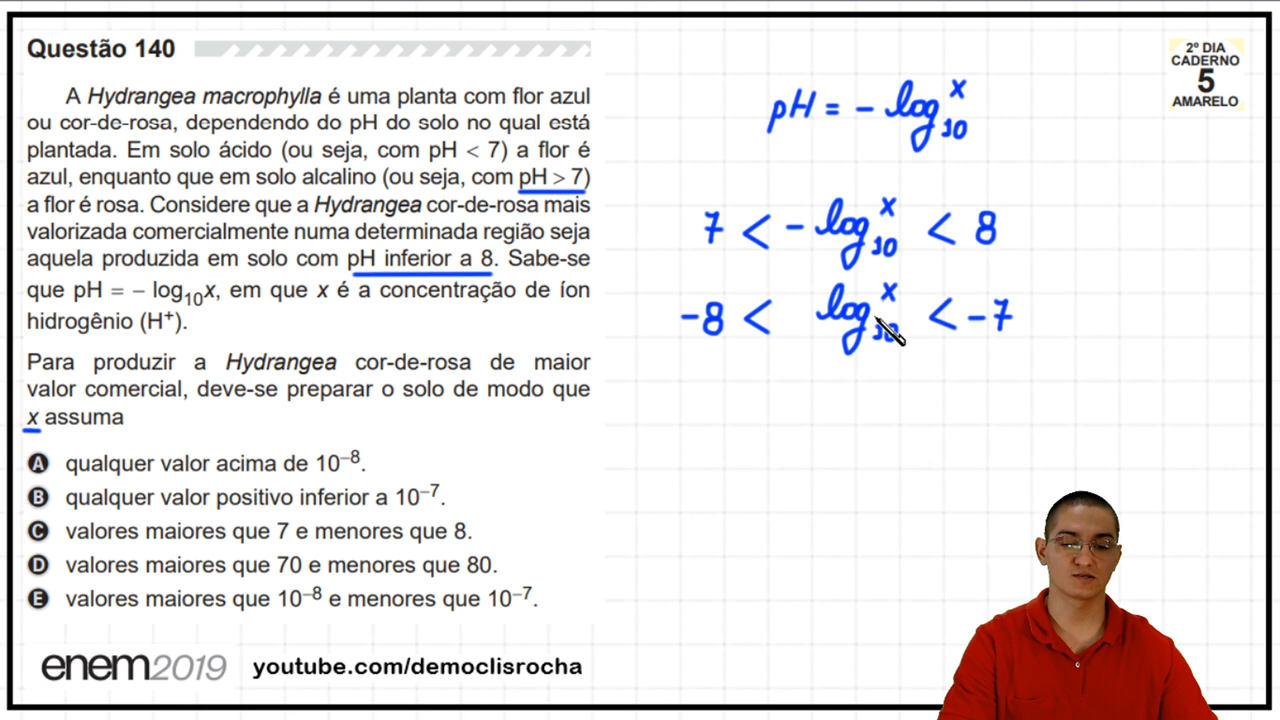 Questão 140
A Hydrangea macrophylla é uma planta com flor azul
ou cor-de-rosa, dependendo do pH do solo no qual está
plantada. Em solo ácido (ou seja, com pH < 7) a flor é
azul, enquanto que em solo alcalino (ou seja, com pH > 7)
a flor é rosa. Considere que a Hydrangea cor-de-rosa mais
valorizada comercialmente numa determinada região seja
aquela produzida em solo com pH inferior a 8. Sabe-se
que pH = – log₁₀x, em que x é a concentração de íon
hidrogênio (H⁺).
Para produzir a Hydrangea cor-de-rosa de maior
valor comercial, deve-se preparar o solo de modo que
x assuma
A qualquer valor acima de 10⁻⁸.
B qualquer valor positivo inferior a 10⁻⁷.
C valores maiores que 7 e menores que 8.
D valores maiores que 70 e menores que 80.
E valores maiores que 10⁻⁸ e menores que 10⁻⁷.
enem2019 youtube.com/democlisrocha
pH = - log₁₀ˣ
7 < - log₁₀ˣ < 8
-8 < log₁₀ˣ < -7
2º DIA
CADERNO
5
AMARELO